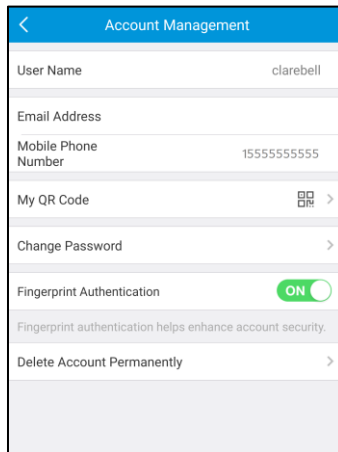 Account Management
User Name clarebell
Email Address
Mobile Phone
Number 15555555555
My QR Code
Change Password
Fingerprint Authentication ON
Fingerprint authentication helps enhance account security.
Delete Account Permanently